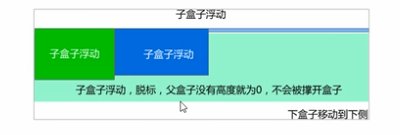 子盒子浮动
子盒子浮动 子盒子浮动
子盒子浮动，脱标，父盒子没有高度就为0，不会被撑开盒子
下盒子移动到下侧